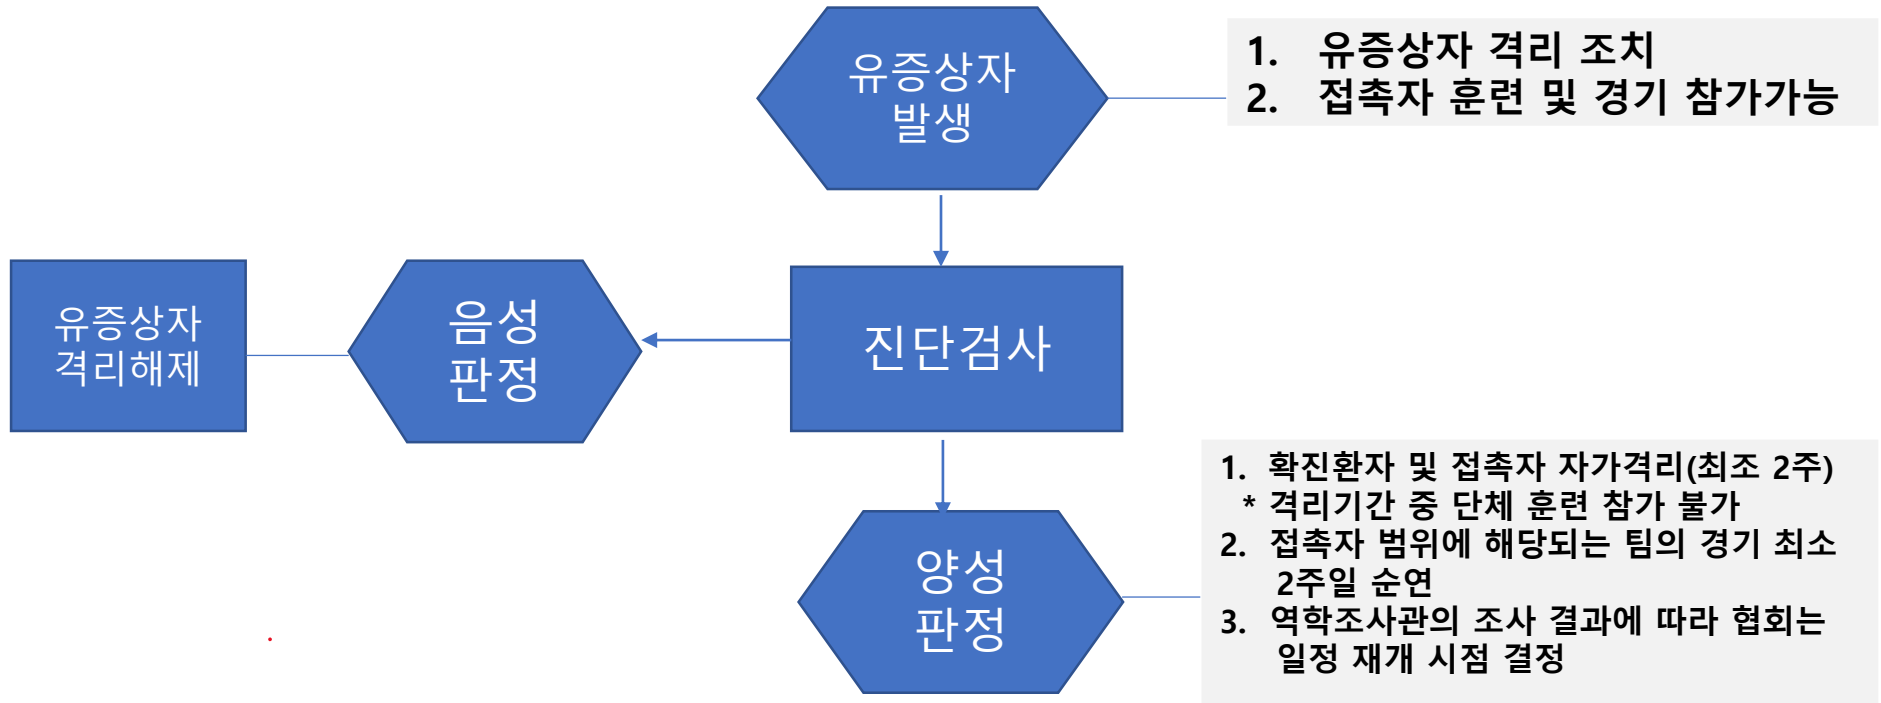 유증상자
발생
1. 유증상자 격리 조치
2. 접촉자 훈련 및 경기 참가가능
유증상자
격리해제
음성
판정
진단검사
양성
판정
1. 확진환자 및 접촉자 자가격리(최조 2주)
* 격리기간 중 단체 훈련 참가 불가
2. 접촉자 범위에 해당되는 팀의 경기 최소
2주일 순연
3. 역학조사관의 조사 결과에 따라 협회는
일정 재개 시점 결정